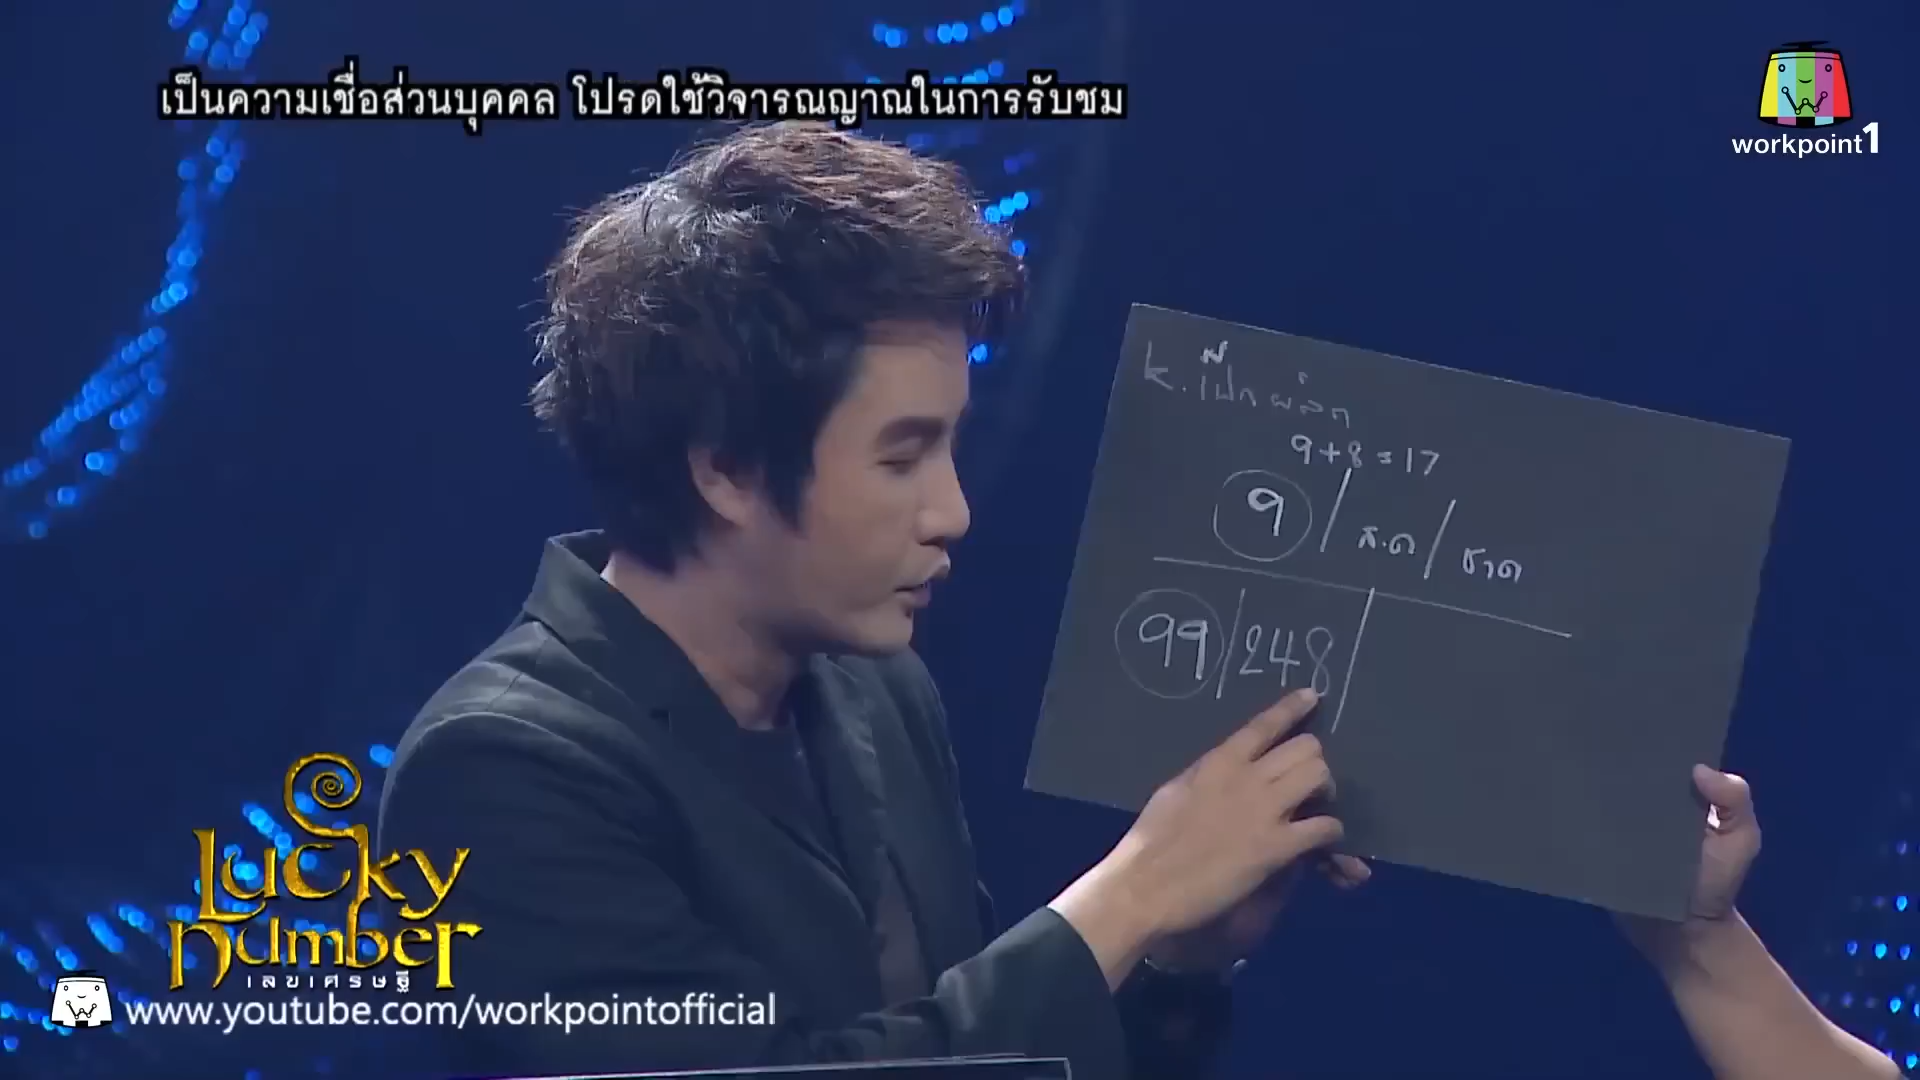 เป็นความเชื่อส่วนบุคคล โปรดใช้วิจารณญาณในการรับชม
workpoint1
9+8=17
9/ส.ด/ชาด
99/248/
Lucky
number
เลขเศรษฐี
www.youtube.com/workpointofficial